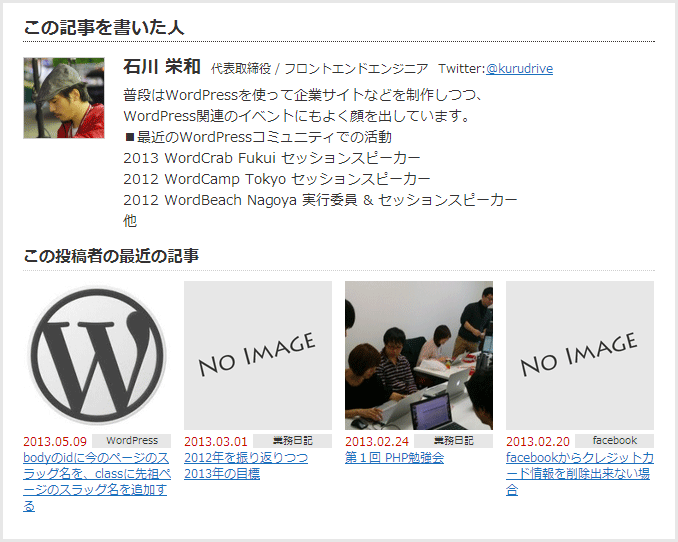 この記事を書いた人
石川 栄和 代表取締役 / フロントエンドエンジニア Twitter:@kurudrive
普段はWordPressを使って企業サイトなどを制作しつつ、
WordPress関連のイベントにもよく顔を出しています。
■最近のWordPressコミュニティでの活動
2013 WordCrab Fukui セッションスピーカー
2012 WordCamp Tokyo セッションスピーカー
2012 WordBeach Nagoya 実行委員 & セッションスピーカー
他
この投稿者の最近の記事
W
2013.05.09 WordPress
bodyのidに今のページのス
ラッグ名を、classに先祖ペ
ージのスラッグ名を追加す
る
NO IMAGE
2013.03.01 業務日記
2012年を振り返りつつ
2013年の目標
2013.02.24 業務日記
第１回 PHP勉強会
NO IMAGE
2013.02.20 facebook
facebookからクレジットカ
ード情報を削除出来ない場
合